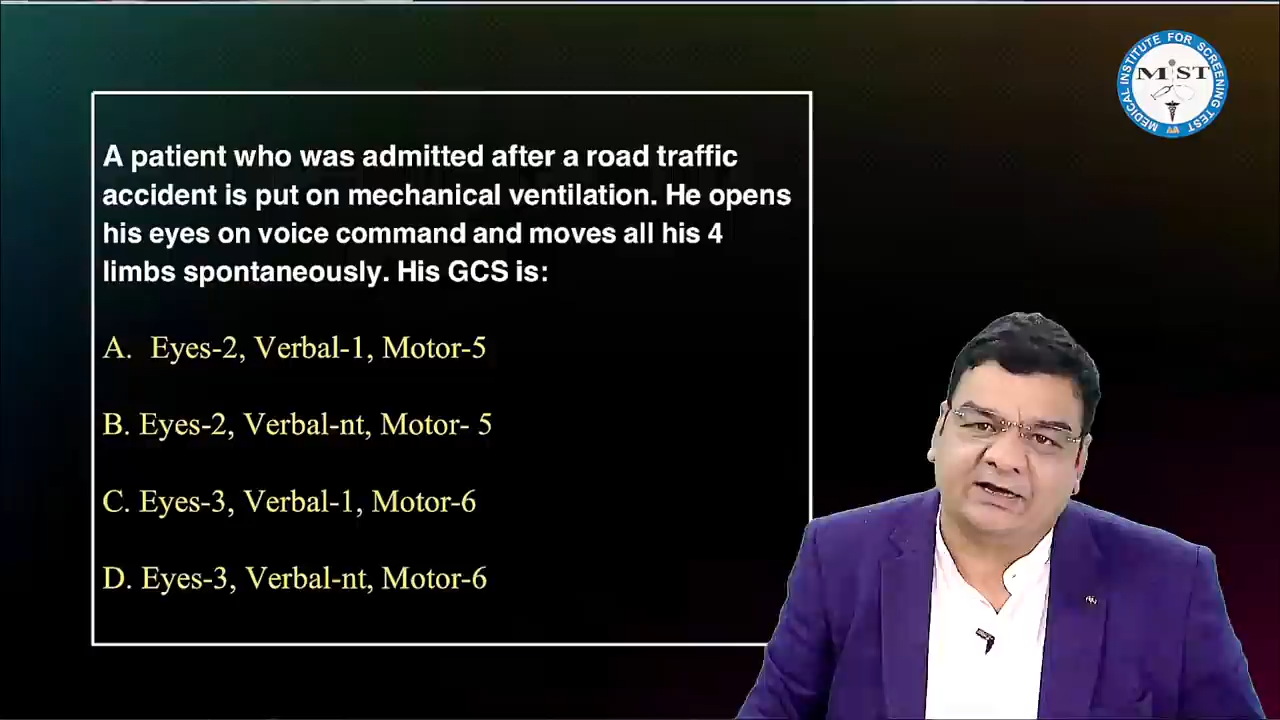 A patient who was admitted after a road traffic
accident is put on mechanical ventilation. He opens
his eyes on voice command and moves all his 4
limbs spontaneously. His GCS is:
A. Eyes-2, Verbal-1, Motor-5
B. Eyes-2, Verbal-nt, Motor- 5
C. Eyes-3, Verbal-1, Motor-6
D. Eyes-3, Verbal-nt, Motor-6
MEDICAL INSTITUTE FOR SCREENING TEST
MIST